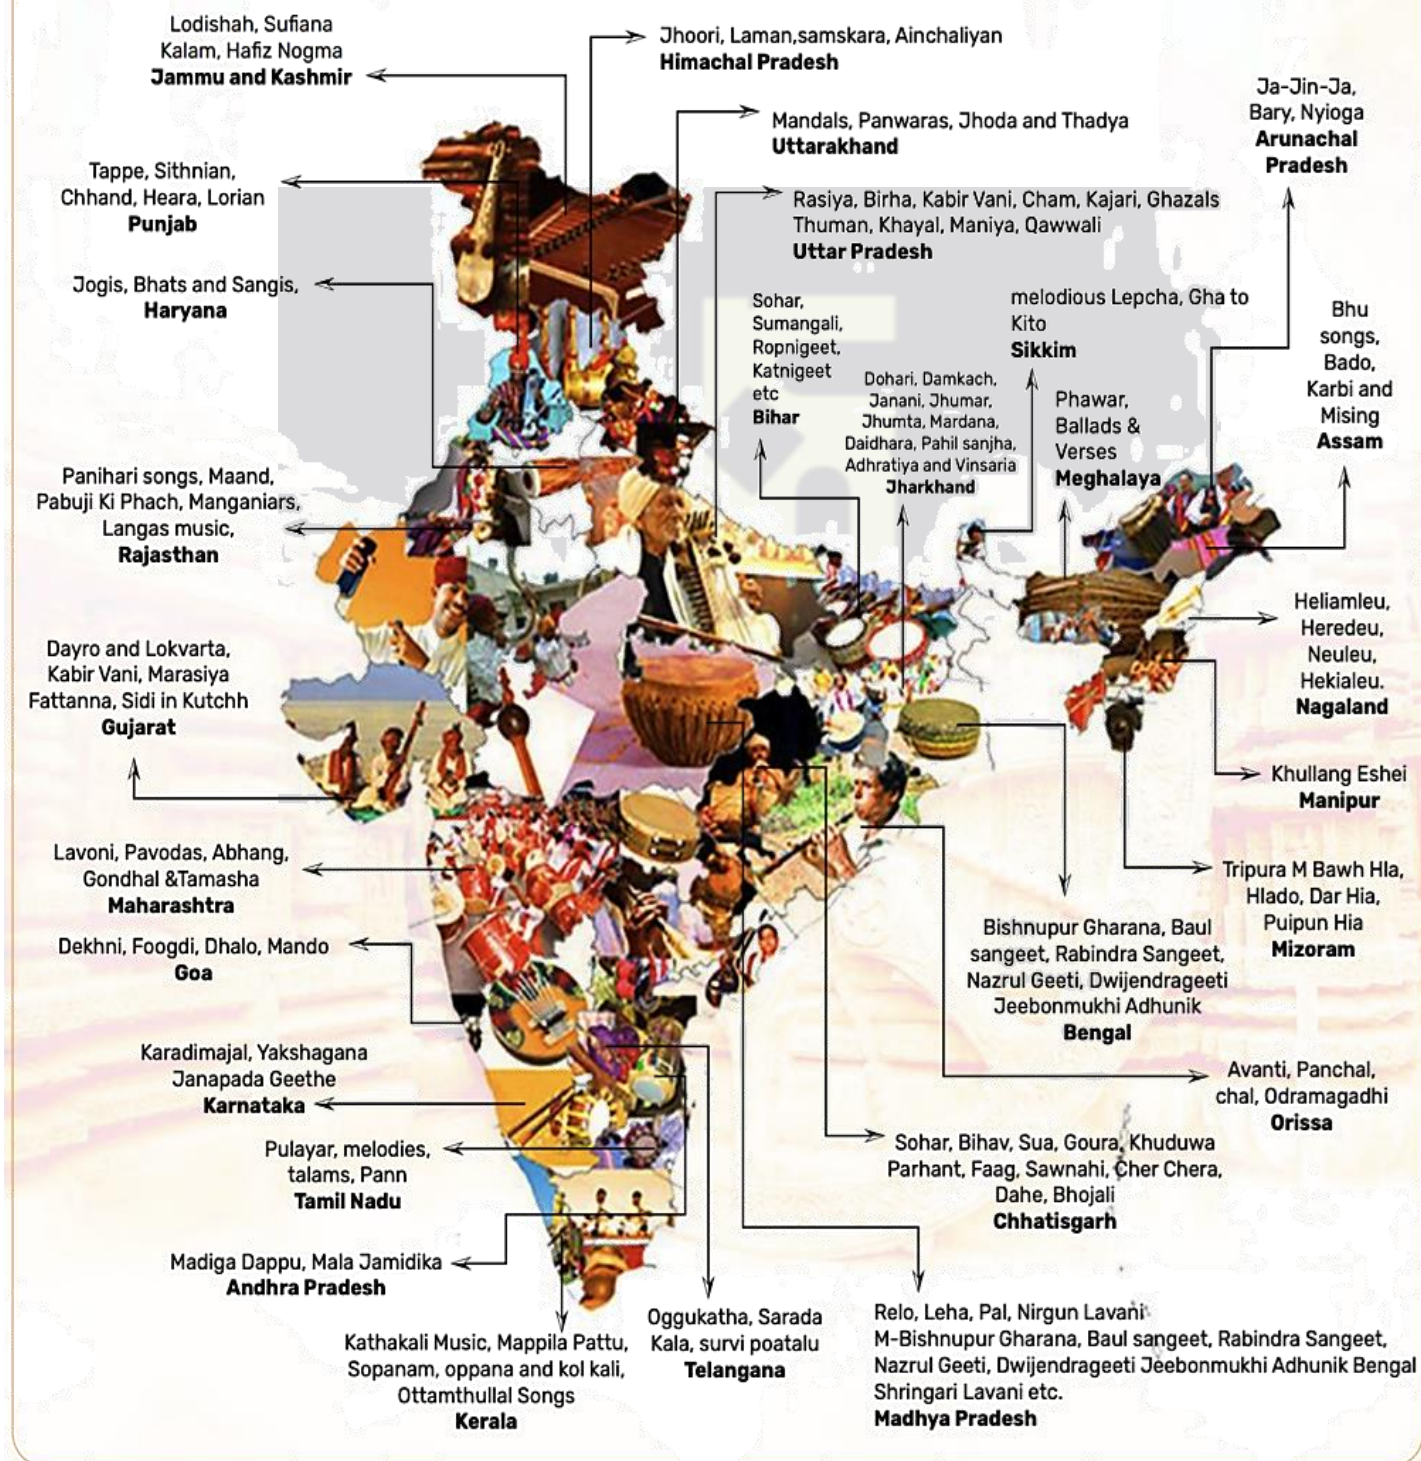 Lodishah, Sufiana
Kalam, Hafiz Nogma
Jammu and Kashmir
Jhoori, Laman,samskara, Ainchaliyan
Himachal Pradesh
Mandals, Panwaras, Jhoda and Thadya
Uttarakhand
Ja-Jin-Ja,
Bary, Nyioga
Arunachal
Pradesh
Tappe, Sithnian,
Chhand, Heara, Lorian
Punjab
Rasiya, Birha, Kabir Vani, Cham, Kajari, Ghazals
Thuman, Khayal, Maniya, Qawwali
Uttar Pradesh
Jogis, Bhats and Sangis,
Haryana
Sohar,
Sumangali,
Ropnigeet,
Katnigeet
etc
Bihar
melodious Lepcha, Gha to
Kito
Sikkim
Bhu
songs,
Bado,
Karbi and
Mising
Assam
Dohari, Damkach,
Janani, Jhumar,
Jhumta, Mardana,
Daidhara, Pahil sanjha,
Adhratiya and Vinsaria
Jharkhand
Phawar,
Ballads &
Verses
Meghalaya
Panihari songs, Maand,
Pabuji Ki Phach, Manganiars,
Langas music,
Rajasthan
Heliamleu,
Heredeu,
Neuleu,
Hekialeu.
Nagaland
Dayro and Lokvarta,
Kabir Vani, Marasiya
Fattanna, Sidi in Kutchh
Gujarat
Khullang Eshei
Manipur
Lavoni, Pavodas, Abhang,
Gondhal &Tamasha
Maharashtra
Tripura M Bawh Hla,
Hlado, Dar Hia,
Puipun Hia
Mizoram
Dekhni, Foogdi, Dhalo, Mando
Goa
Bishnupur Gharana, Baul
sangeet, Rabindra Sangeet,
Nazrul Geeti, Dwijendrageeti
Jeebonmukhi Adhunik
Bengal
Karadimajal, Yakshagana
Janapada Geethe
Karnataka
Avanti, Panchal,
chal, Odramagadhi
Orissa
Pulayar, melodies,
talams, Pann
Tamil Nadu
Sohar, Bihav, Sua, Goura, Khuduwa
Parhant, Faag, Sawnahi, Cher Chera,
Dahe, Bhojali
Chhatisgarh
Madiga Dappu, Mala Jamidika
Andhra Pradesh
Kathakali Music, Mappila Pattu,
Sopanam, oppana and kol kali,
Ottamthullal Songs
Kerala
Oggukatha, Sarada
Kala, survi poatalu
Telangana
Relo, Leha, Pal, Nirgun Lavani
M-Bishnupur Gharana, Baul sangeet, Rabindra Sangeet,
Nazrul Geeti, Dwijendrageeti Jeebonmukhi Adhunik Bengal
Shringari Lavani etc.
Madhya Pradesh